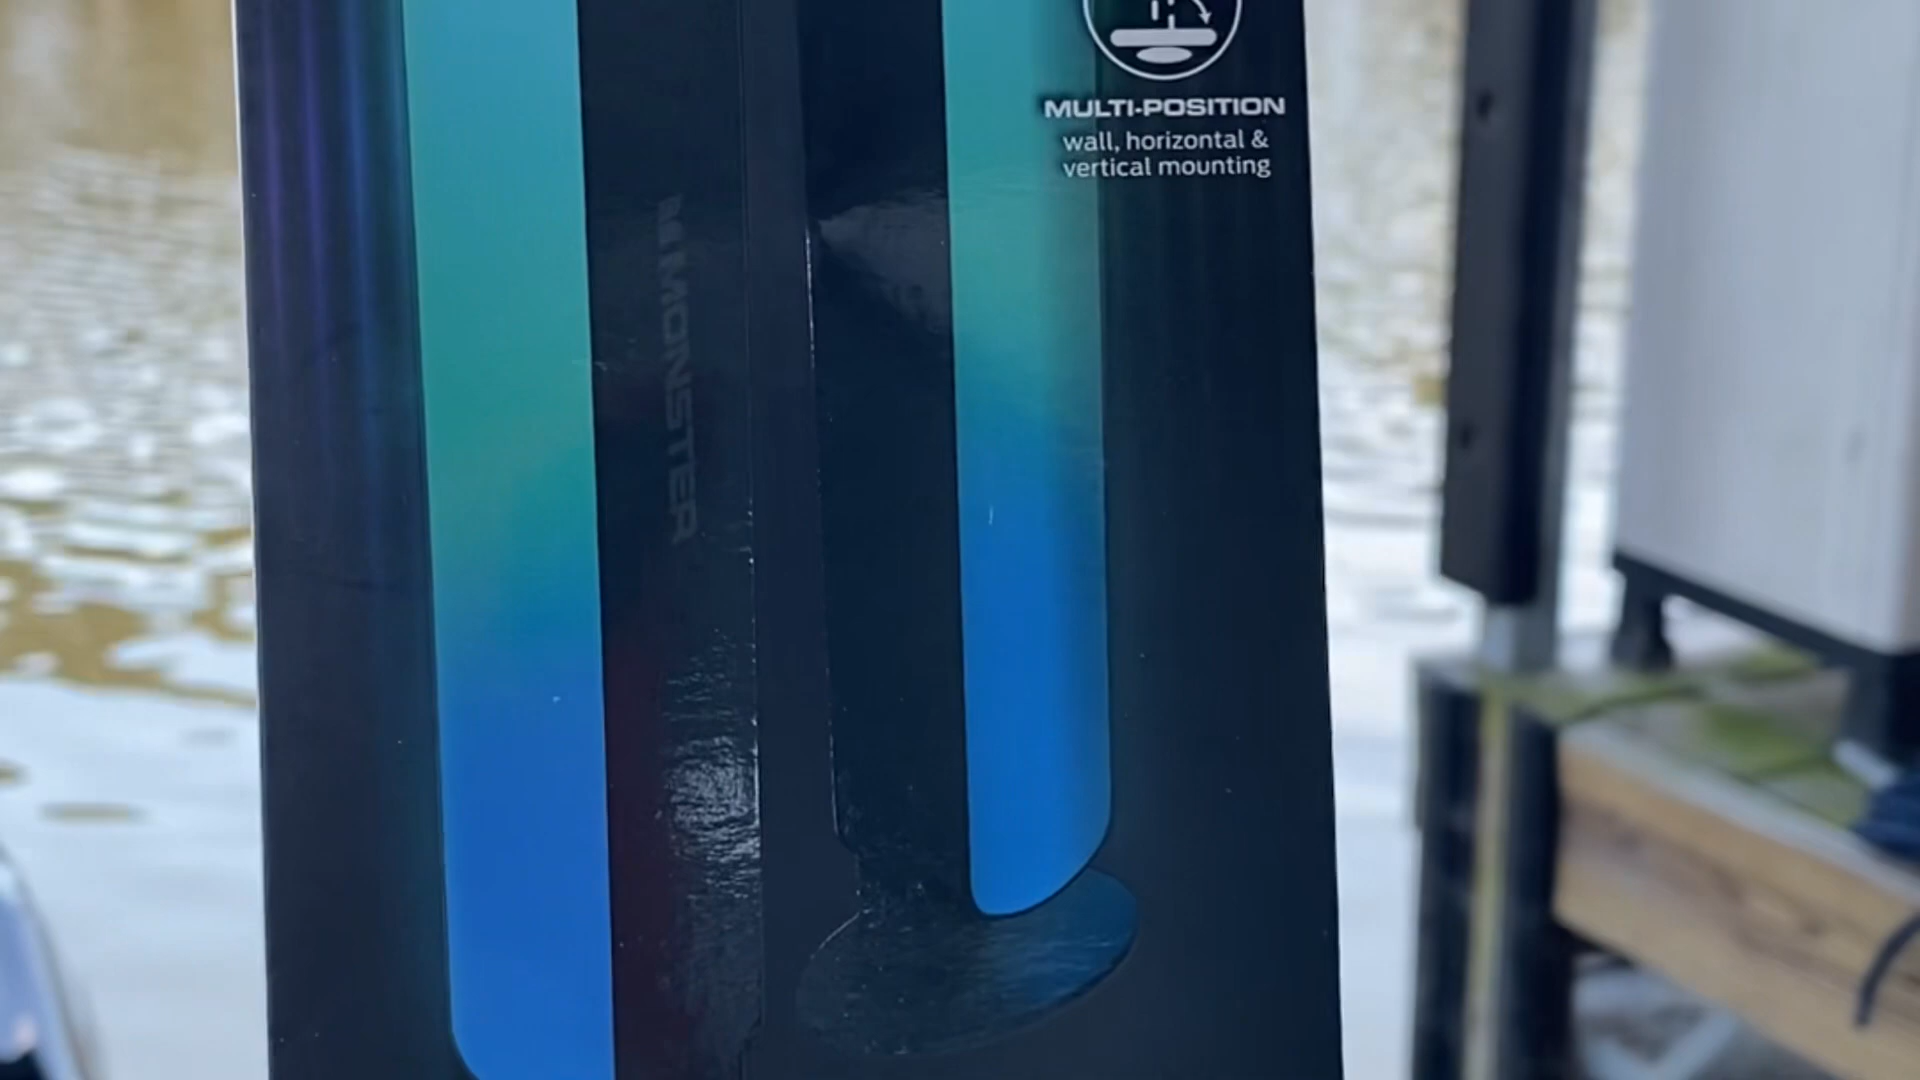 MULTI-POSITION
wall, horizontal &
vertical mounting
MONSTER